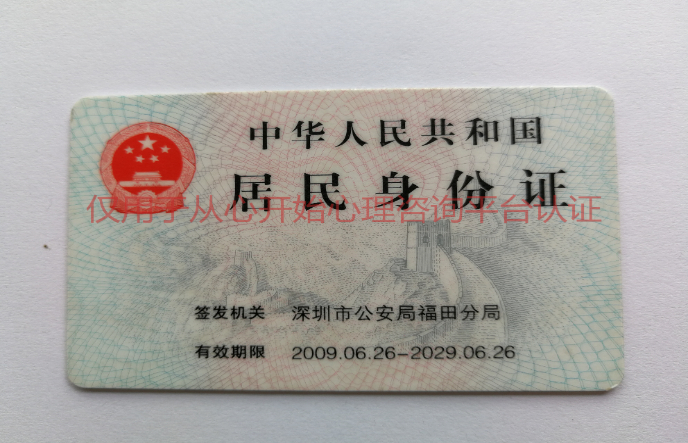 中华人民共和国
居民身份证
仅用于从心开始心理咨询平台认证
签发机关 深圳市公安局福田分局
有效期限 2009.06.26-2029.06.26